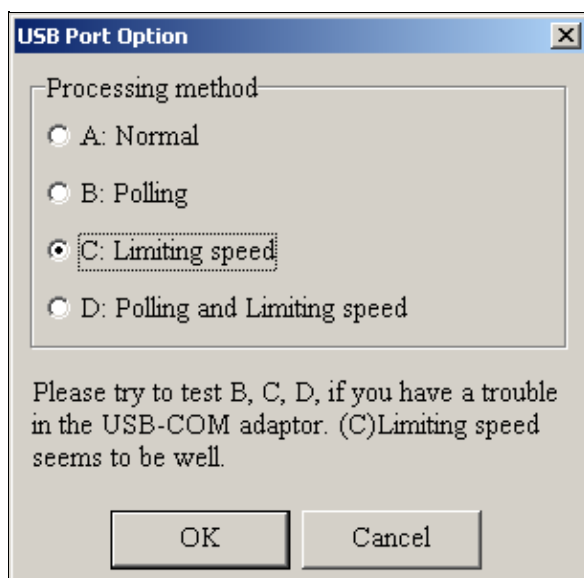 USB Port Option
Processing method
A: Normal
B: Polling
C: Limiting speed
D: Polling and Limiting speed
Please try to test B, C, D, if you have a trouble
in the USB-COM adaptor. (C)Limiting speed
seems to be well.
OK
Cancel